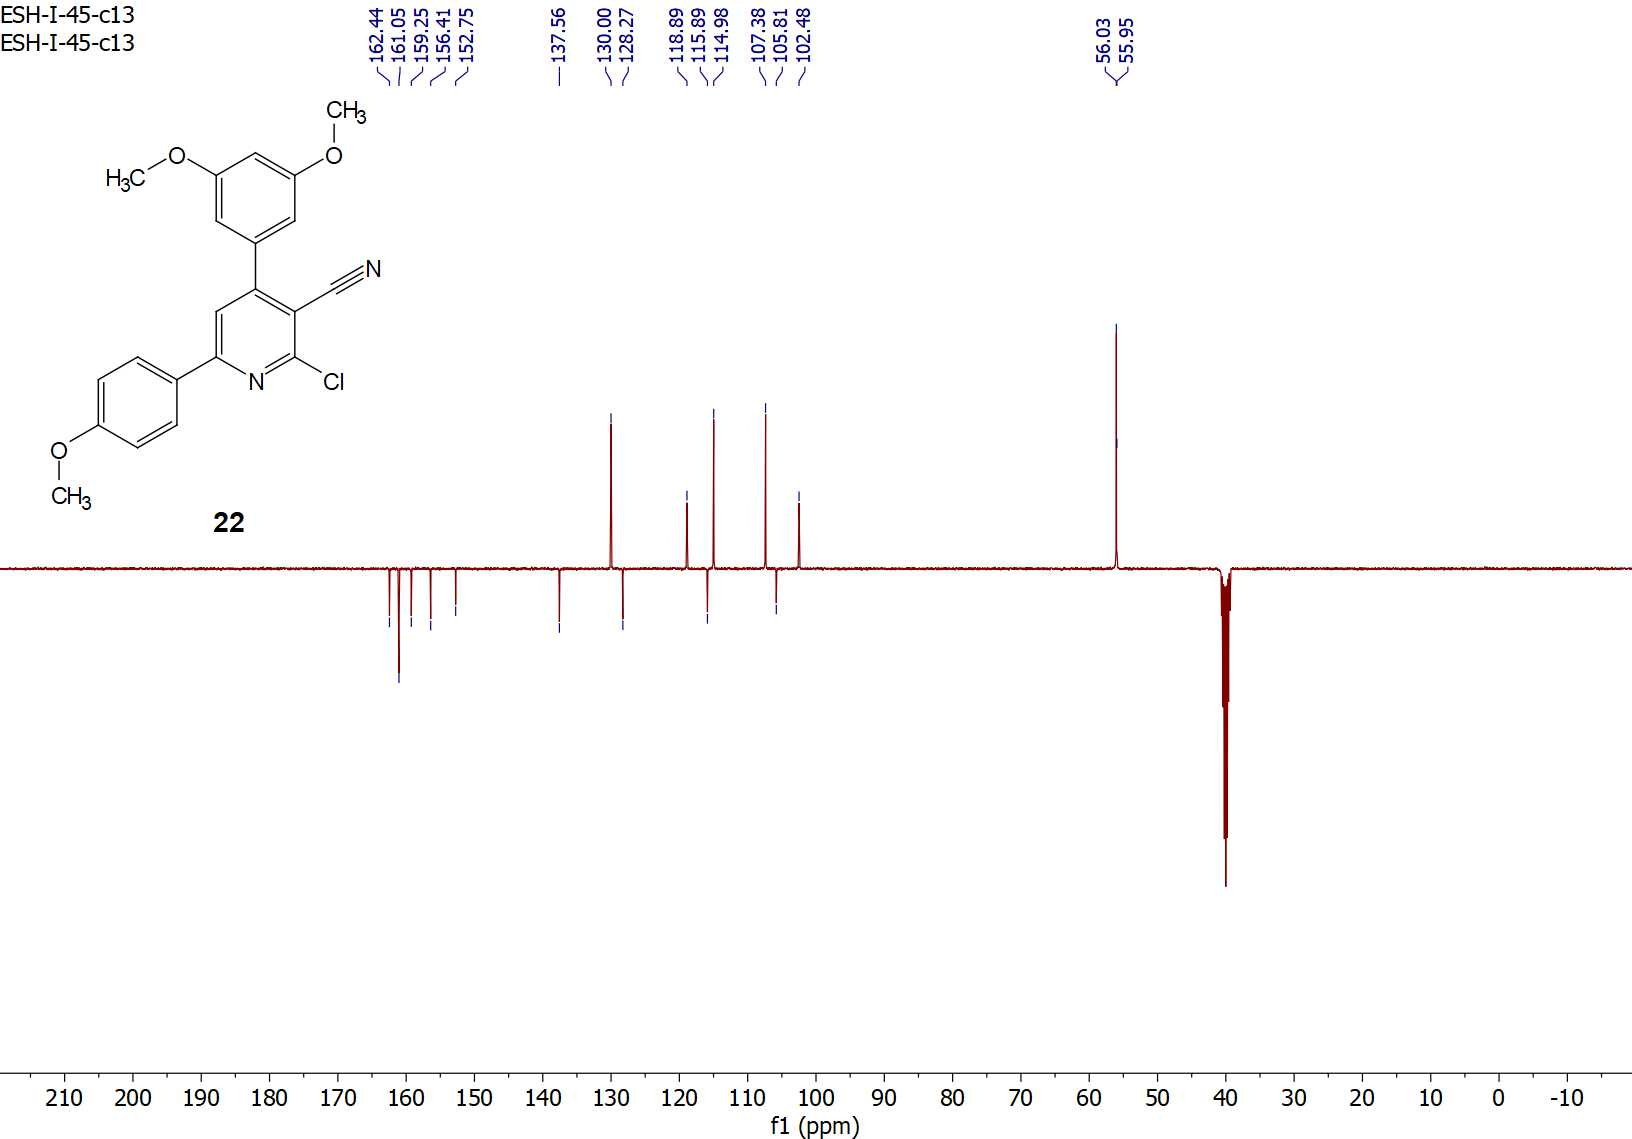 ESH-I-45-c13
ESH-I-45-c13
162.44
161.05
159.25
156.41
152.75
137.56
130.00
128.27
118.89
115.89
114.98
107.38
105.81
102.48
56.03
55.95
CH3
O
O
H3C
N
N
Cl
O
CH3
22
210 200 190 180 170 160 150 140 130 120 110 100 90 80 70 60 50 40 30 20 10 0 -10
f1 (ppm)